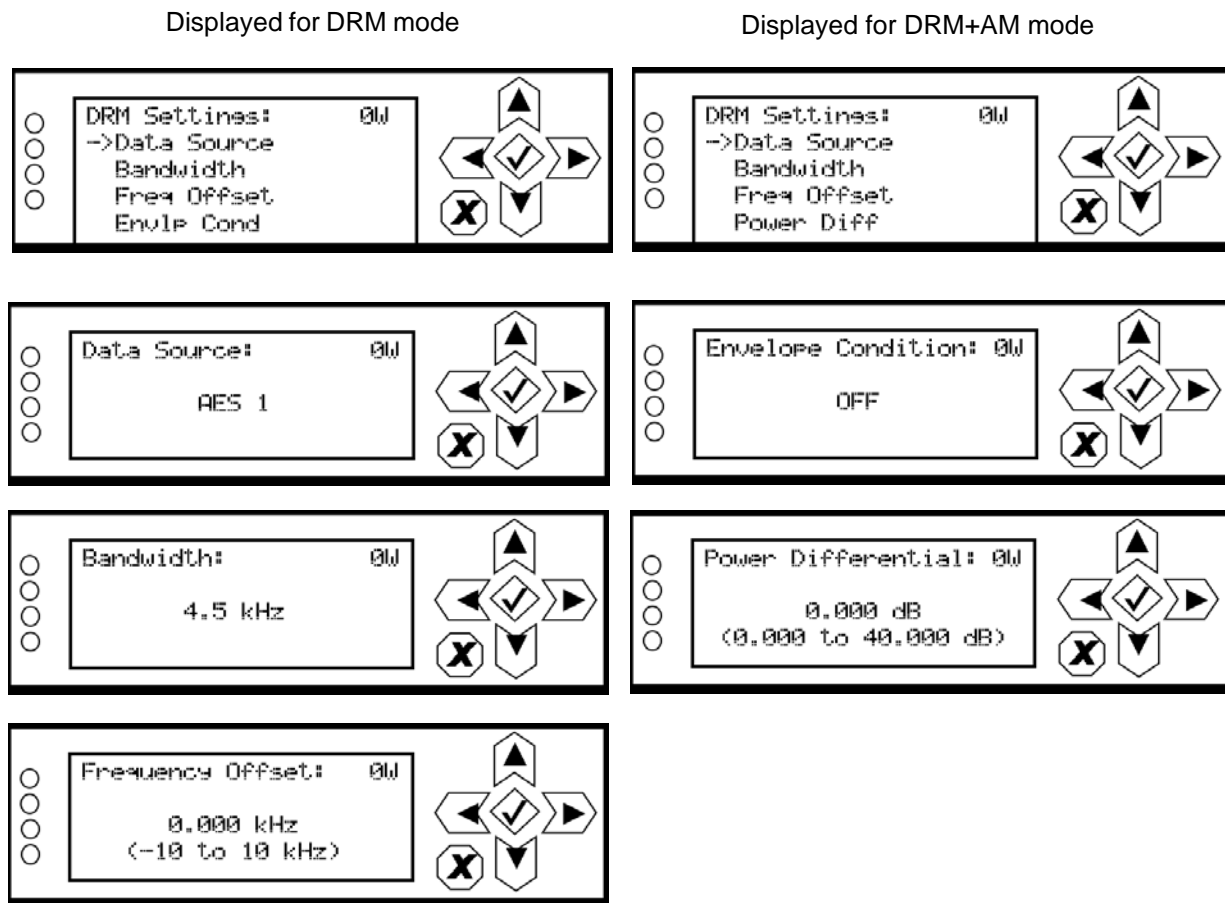 Displayed for DRM mode
DRM Settings: 0W
->Data Source
Bandwidth
Freq Offset
Envlp Cond
Data Source: 0W
AES 1
Bandwidth: 0W
4.5 kHz
Frequency Offset: 0W
0.000 kHz
(-10 to 10 kHz)
Displayed for DRM+AM mode
DRM Settings: 0W
->Data Source
Bandwidth
Freq Offset
Power Diff
Envelope Condition: 0W
OFF
Power Differential: 0W
0.000 dB
(0.000 to 40.000 dB)